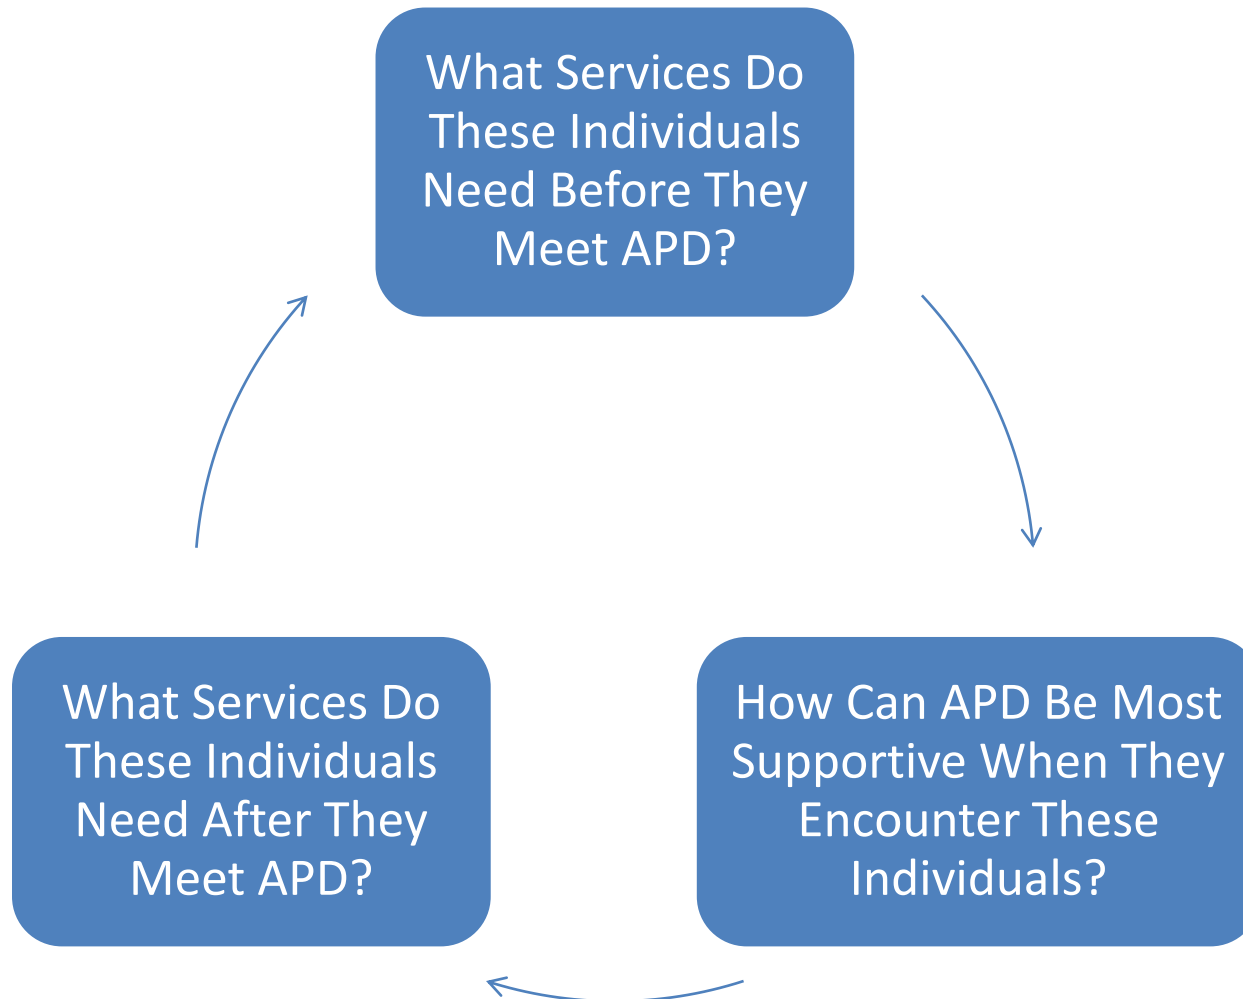 What Services Do
These Individuals
Need Before They
Meet APD?
What Services Do
These Individuals
Need After They
Meet APD?
How Can APD Be Most
Supportive When They
Encounter These
Individuals?